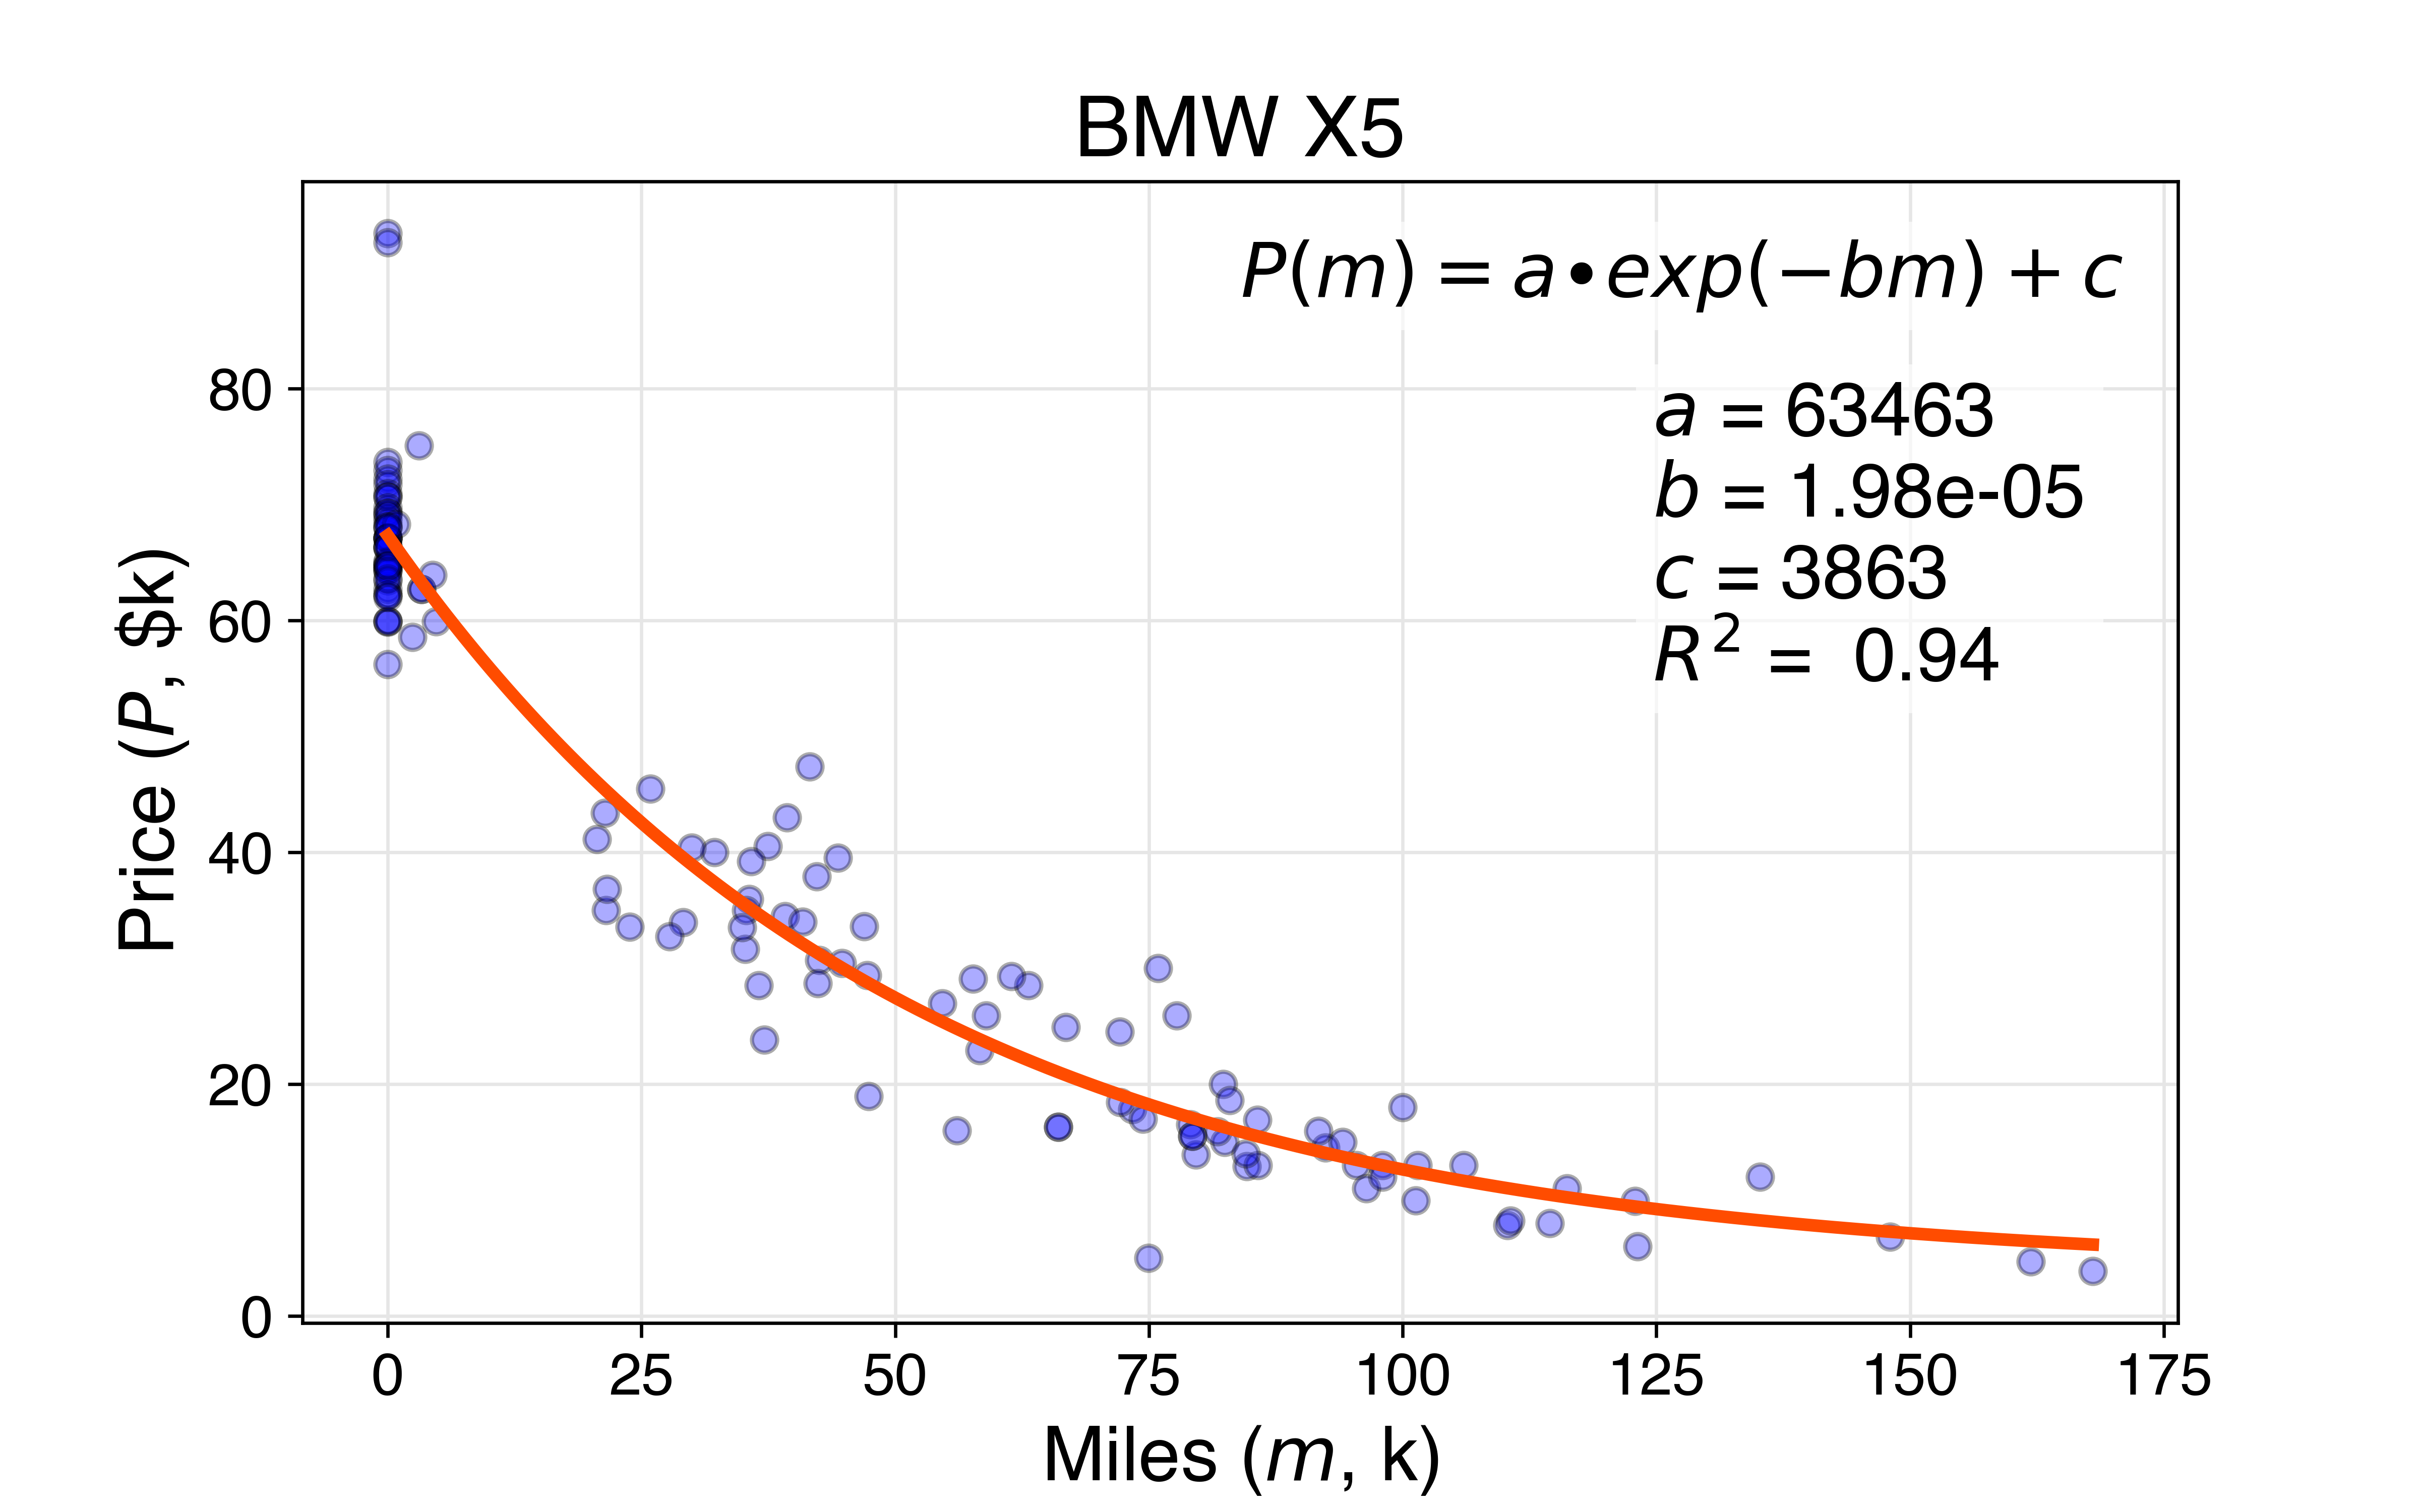 BMW X5
P(m) = a•exp(−bm) + c
a = 63463
b = 1.98e-05
c = 3863
R² = 0.94
Price (P, $k)
80
60
40
20
0
0 25 50 75 100 125 150 175
Miles (m, k)